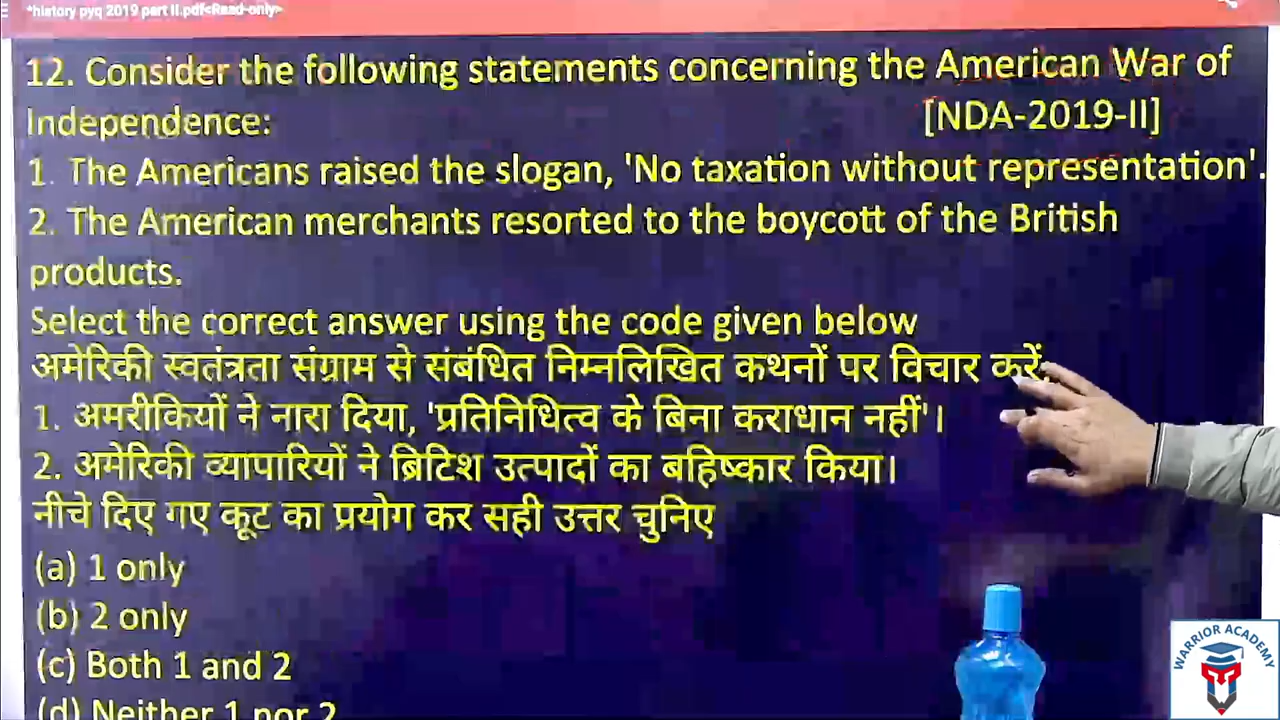 *history pyq 2019 part II.pdf<Read-only>
12. Consider the following statements concerning the American War of
Independence: [NDA-2019-II]
1. The Americans raised the slogan, 'No taxation without representation'.
2. The American merchants resorted to the boycott of the British
products.
Select the correct answer using the code given below
अमेरिकी स्वतंत्रता संग्राम से संबंधित निम्नलिखित कथनों पर विचार करें.
1. अमरीकियों ने नारा दिया, 'प्रतिनिधित्व के बिना कराधान नहीं'।
2. अमेरिकी व्यापारियों ने ब्रिटिश उत्पादों का बहिष्कार किया।
नीचे दिए गए कूट का प्रयोग कर सही उत्तर चुनिए
(a) 1 only
(b) 2 only
(c) Both 1 and 2
(d) Neither 1 nor 2
WARRIOR ACADEMY